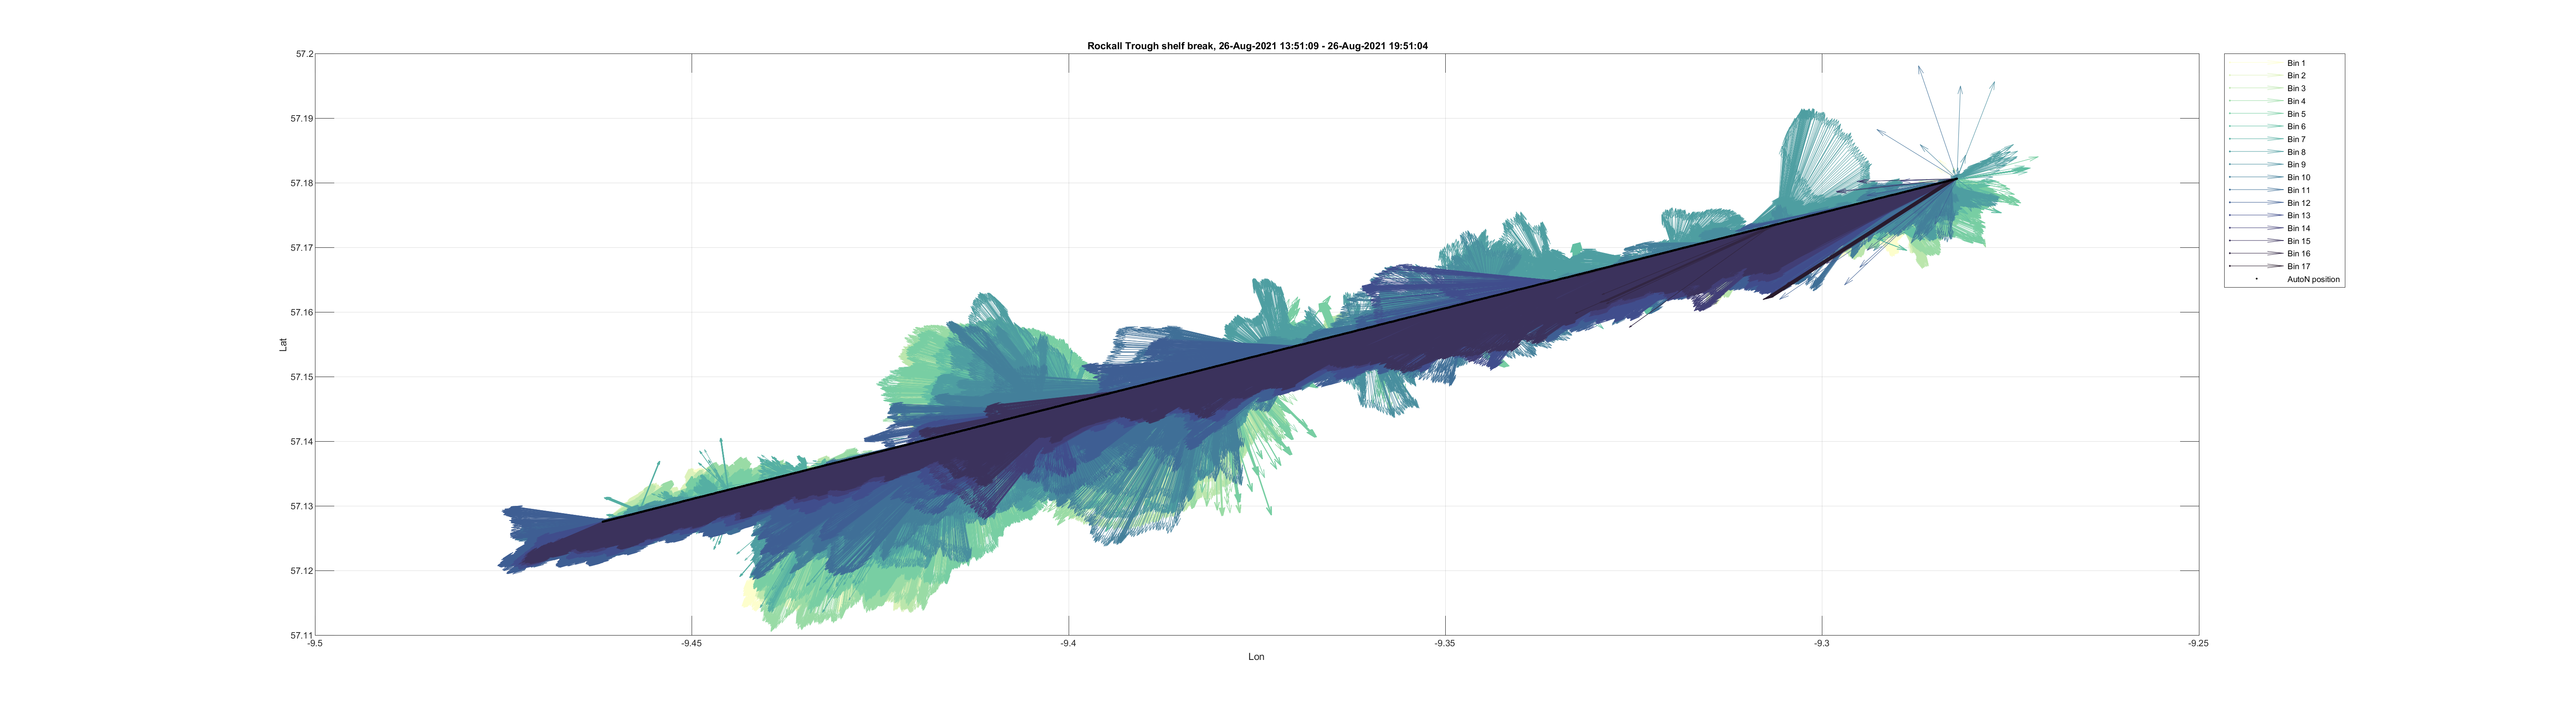 Rockall Trough shelf break, 26-Aug-2021 13:51:09 - 26-Aug-2021 19:51:04
57.2
57.19
57.18
57.17
57.16
57.15
57.14
57.13
57.12
57.11
Lat
-9.5
-9.45
-9.4
-9.35
-9.3
-9.25
Lon
Bin 1
Bin 2
Bin 3
Bin 4
Bin 5
Bin 6
Bin 7
Bin 8
Bin 9
Bin 10
Bin 11
Bin 12
Bin 13
Bin 14
Bin 15
Bin 16
Bin 17
AutoN position